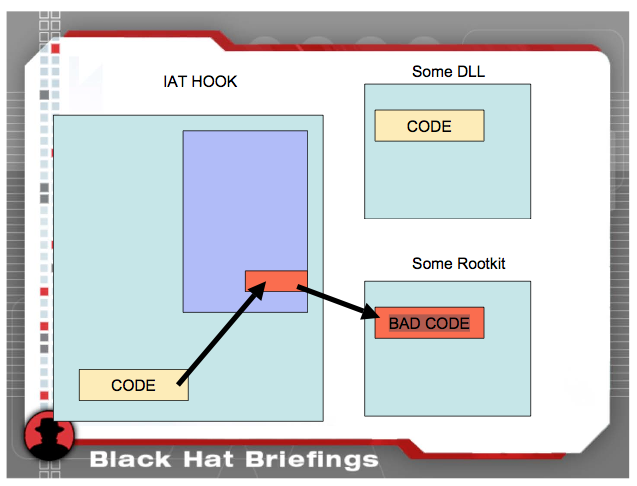 IAT HOOK
Some DLL
CODE
Some Rootkit
BAD CODE
CODE
Black Hat Briefings